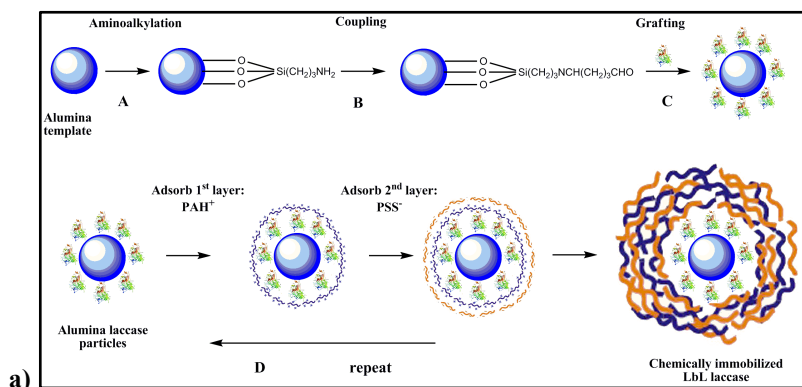 Aminoalkylation Coupling Grafting
O
O Si(CH2)3NH2
O
O
O Si(CH2)3NCH(CH2)3CHO
O
A B C
Alumina
template
Adsorb 1st layer:
PAH+
Adsorb 2nd layer:
PSS-
Alumina laccase
particles
D repeat
Chemically immobilized
LbL laccase
a)